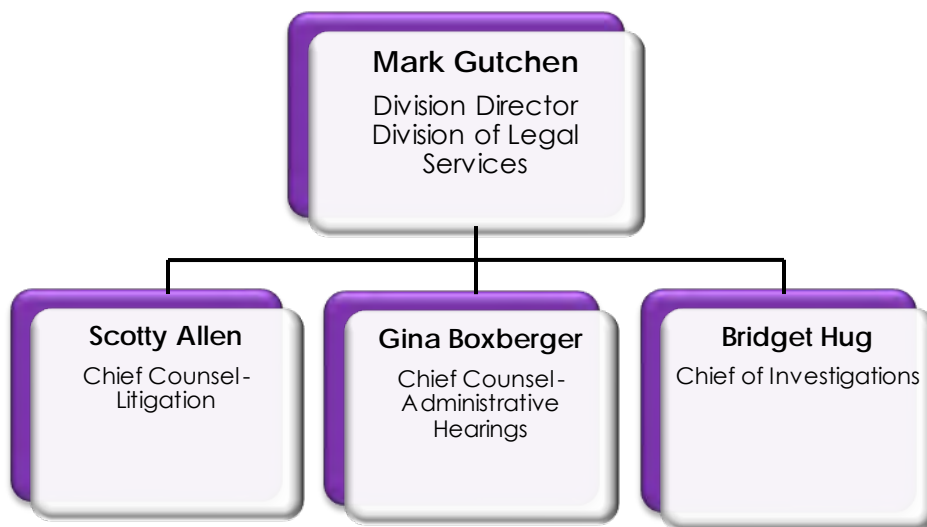 Mark Gutchen
Division Director
Division of Legal
Services
Scotty Allen
Chief Counsel-
Litigation
Gina Boxberger
Chief Counsel-
Administrative
Hearings
Bridget Hug
Chief of Investigations